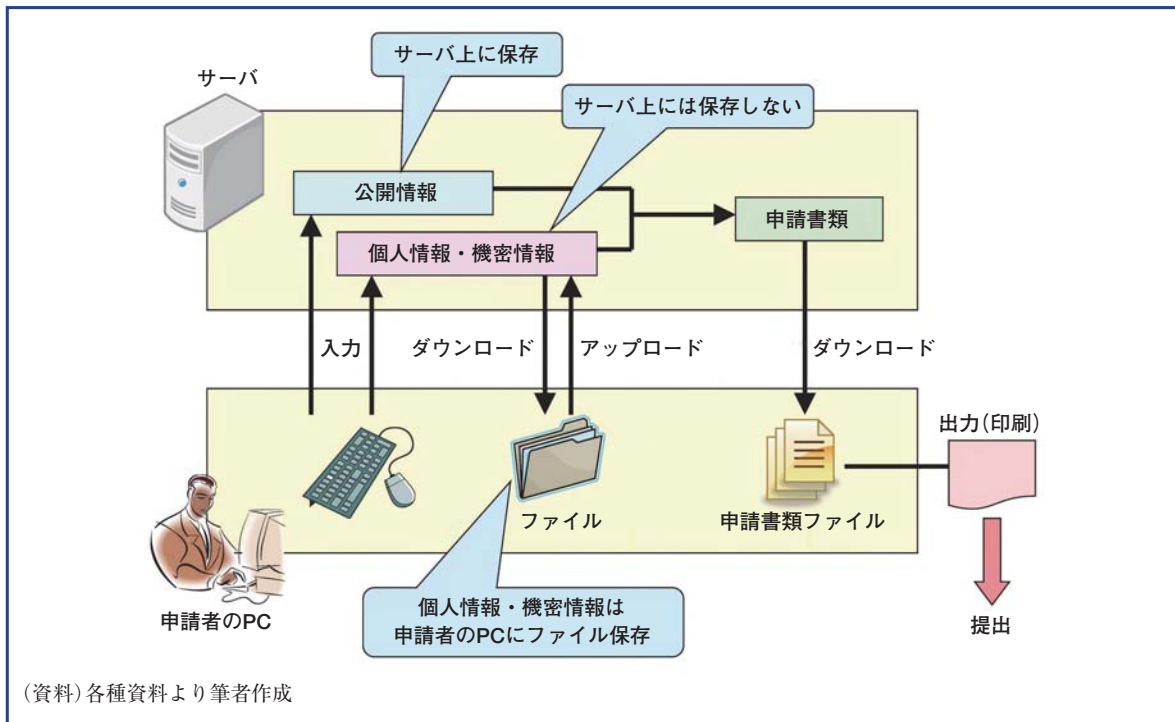 サーバ上に保存
サーバ
サーバ上には保存しない
公開情報
申請書類
個人情報・機密情報
入力
ダウンロード
アップロード
ダウンロード
出力(印刷)
ファイル
申請書類ファイル
申請者のPC
個人情報・機密情報は
申請者のPCにファイル保存
提出
(資料)各種資料より筆者作成